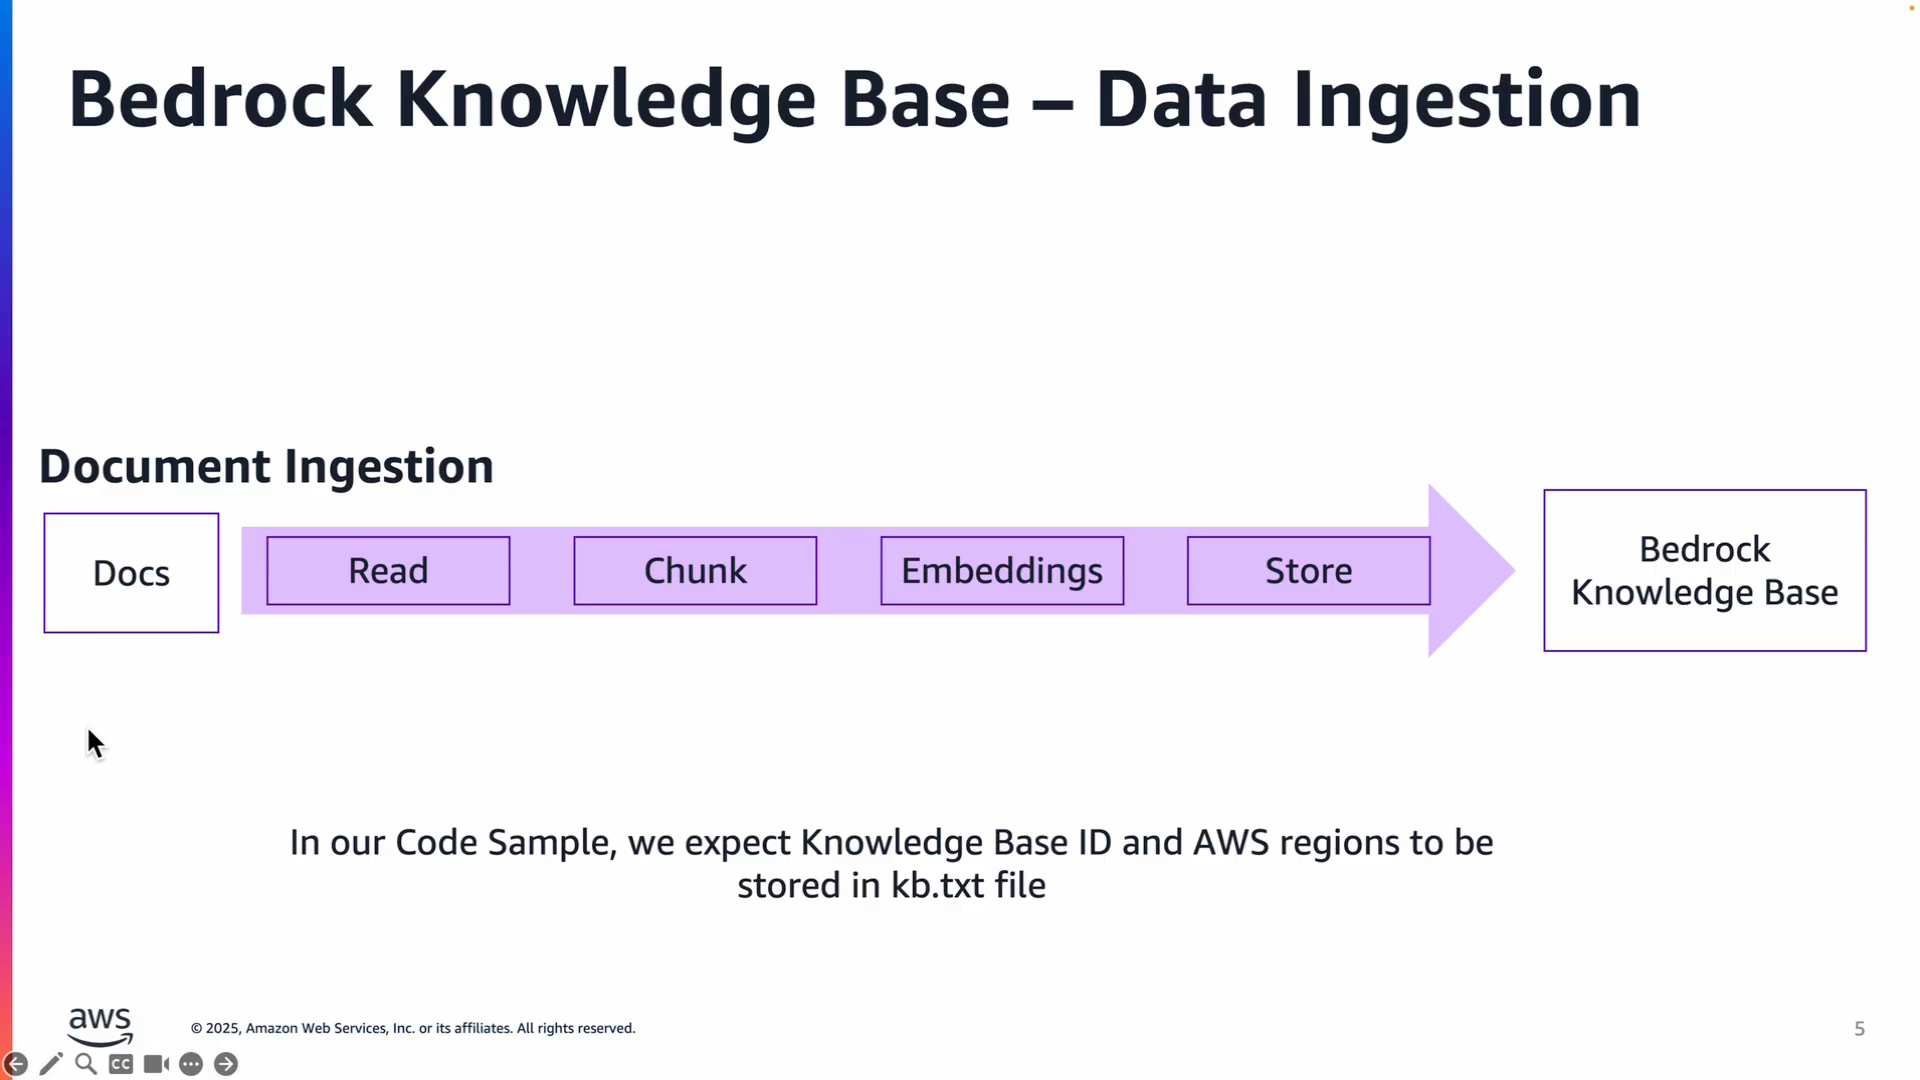 Bedrock Knowledge Base – Data Ingestion
Document Ingestion
Docs
Read
Chunk
Embeddings
Store
Bedrock
Knowledge Base
In our Code Sample, we expect Knowledge Base ID and AWS regions to be
stored in kb.txt file
aws
© 2025, Amazon Web Services, Inc. or its affiliates. All rights reserved.
5
CC